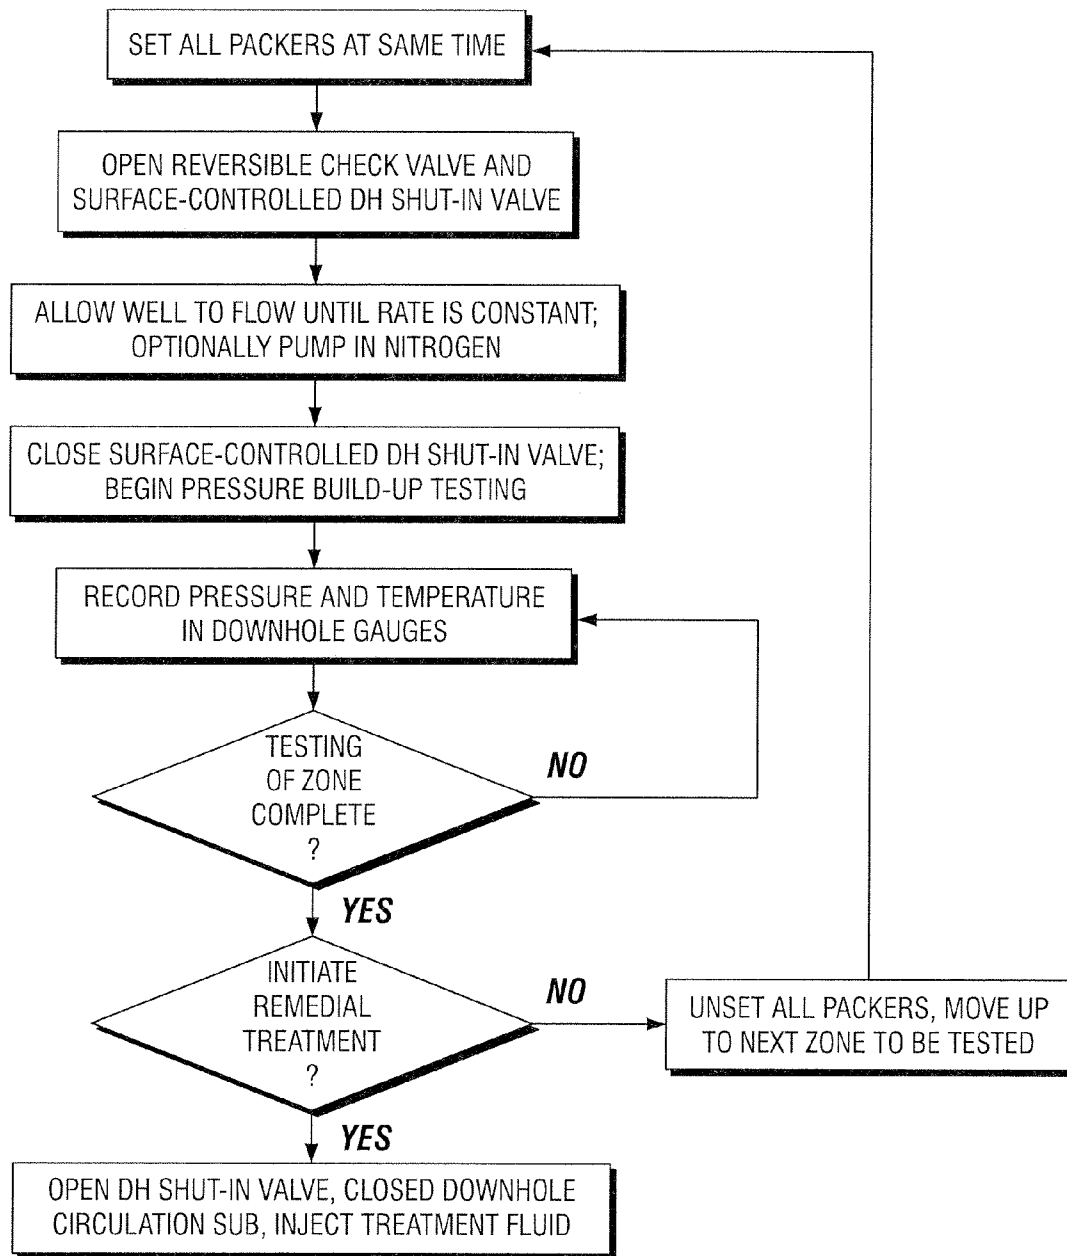 SET ALL PACKERS AT SAME TIME
OPEN REVERSIBLE CHECK VALVE AND
SURFACE-CONTROLLED DH SHUT-IN VALVE
ALLOW WELL TO FLOW UNTIL RATE IS CONSTANT;
OPTIONALLY PUMP IN NITROGEN
CLOSE SURFACE-CONTROLLED DH SHUT-IN VALVE;
BEGIN PRESSURE BUILD-UP TESTING
RECORD PRESSURE AND TEMPERATURE
IN DOWNHOLE GAUGES
TESTING
OF ZONE
COMPLETE
?
NO
YES
INITIATE
REMEDIAL
TREATMENT
?
NO
UNSET ALL PACKERS, MOVE UP
TO NEXT ZONE TO BE TESTED
YES
OPEN DH SHUT-IN VALVE, CLOSED DOWNHOLE
CIRCULATION SUB, INJECT TREATMENT FLUID